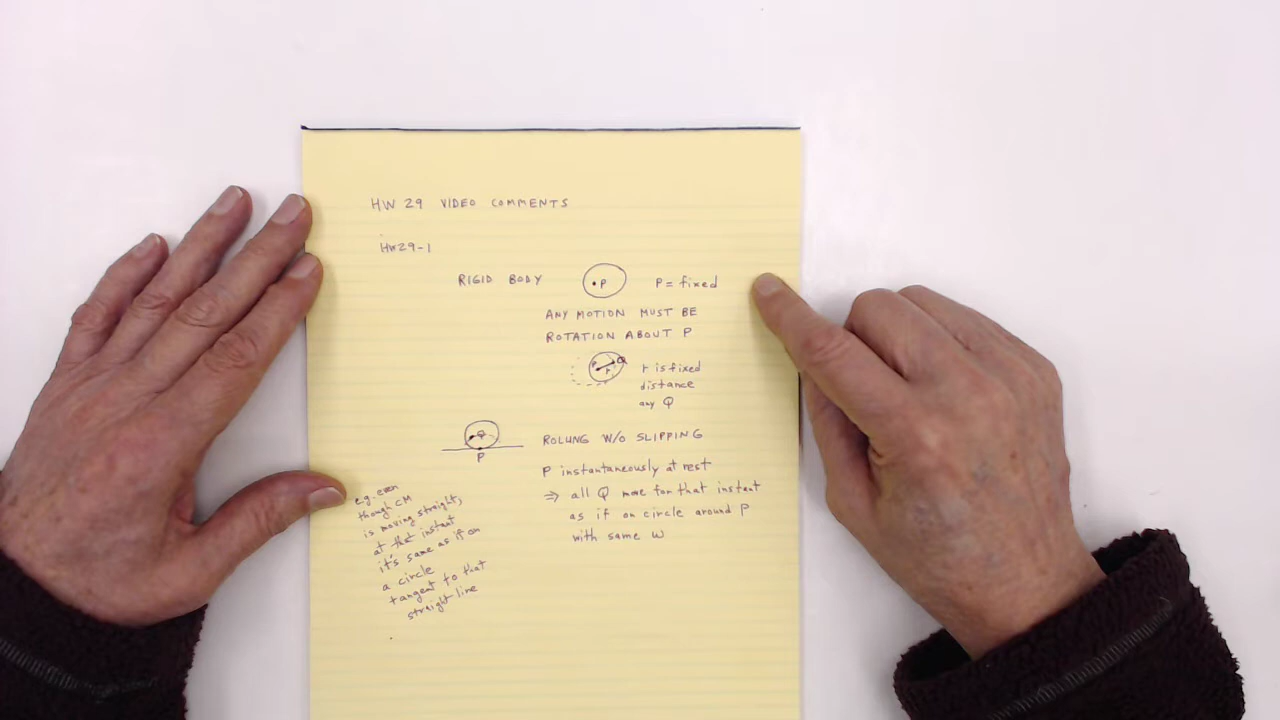 HW 29 VIDEO COMMENTS
HW29-1
RIGID BODY P P = fixed
ANY MOTION MUST BE
ROTATION ABOUT P
P r Q r is fixed
distance
any Q
Q ROLLING W/O SLIPPING
P
P instantaneously at rest
⇒ all Q move for that instant
as if on circle around P
with same ω
e.g. even
though CM
is moving straight,
at that instant
it's same as if on
a circle
tangent to that
straight line